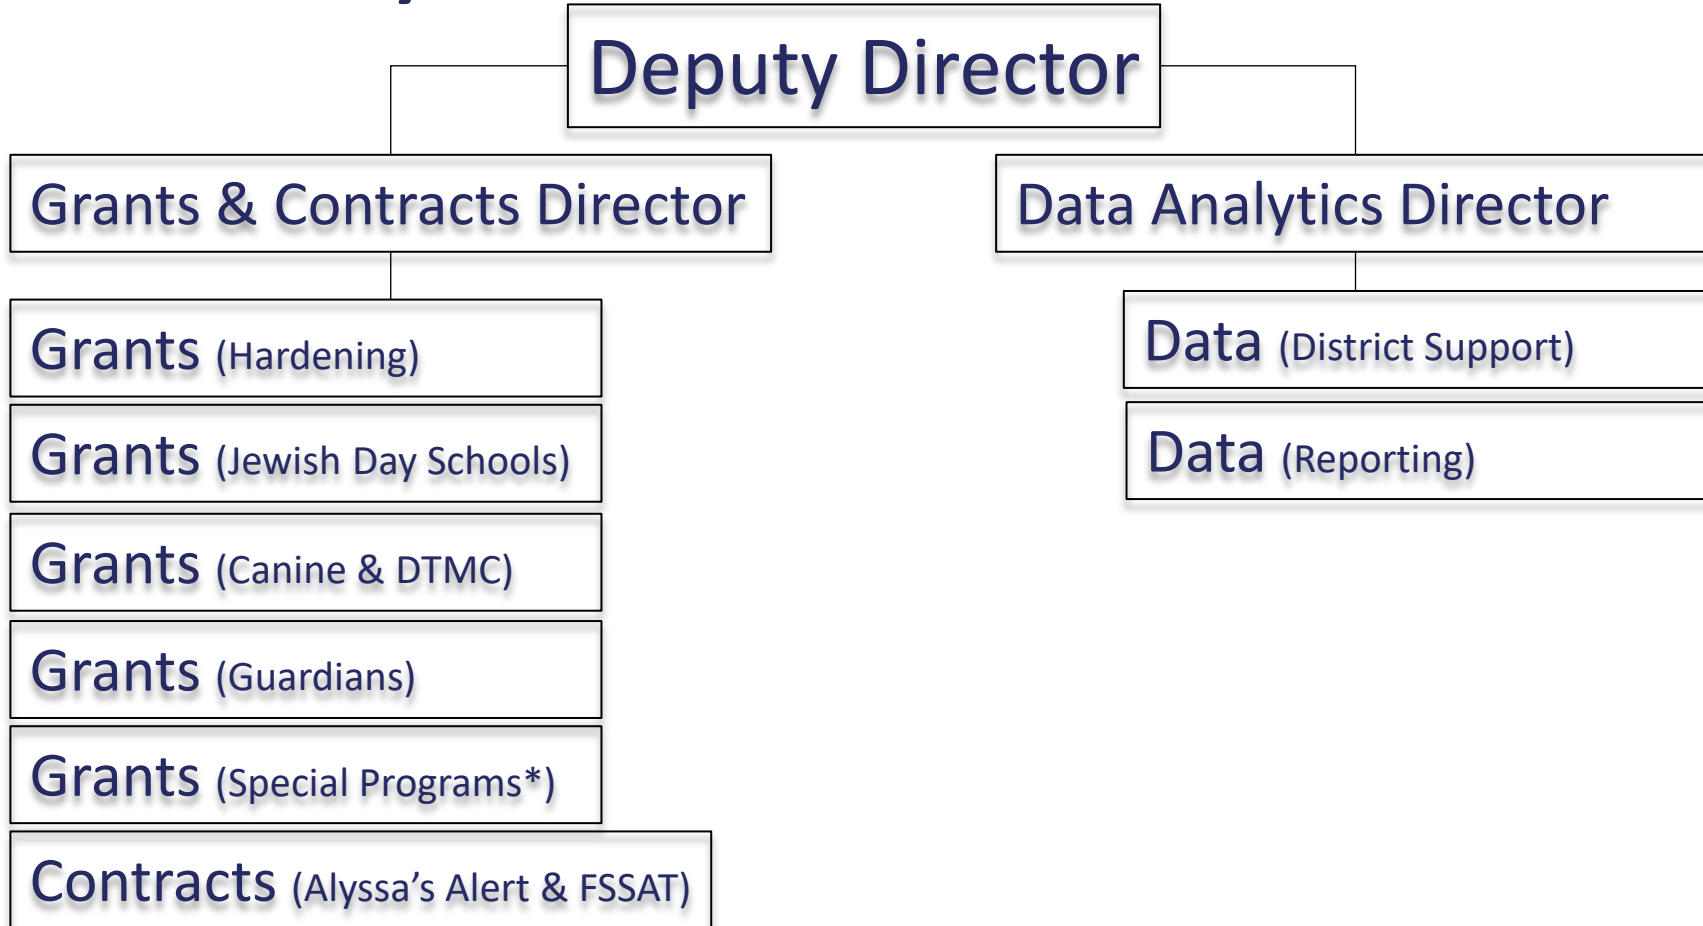 Deputy Director
Grants & Contracts Director
Data Analytics Director
Grants (Hardening)
Grants (Jewish Day Schools)
Grants (Canine & DTMC)
Grants (Guardians)
Grants (Special Programs*)
Contracts (Alyssa’s Alert & FSSAT)
Data (District Support)
Data (Reporting)